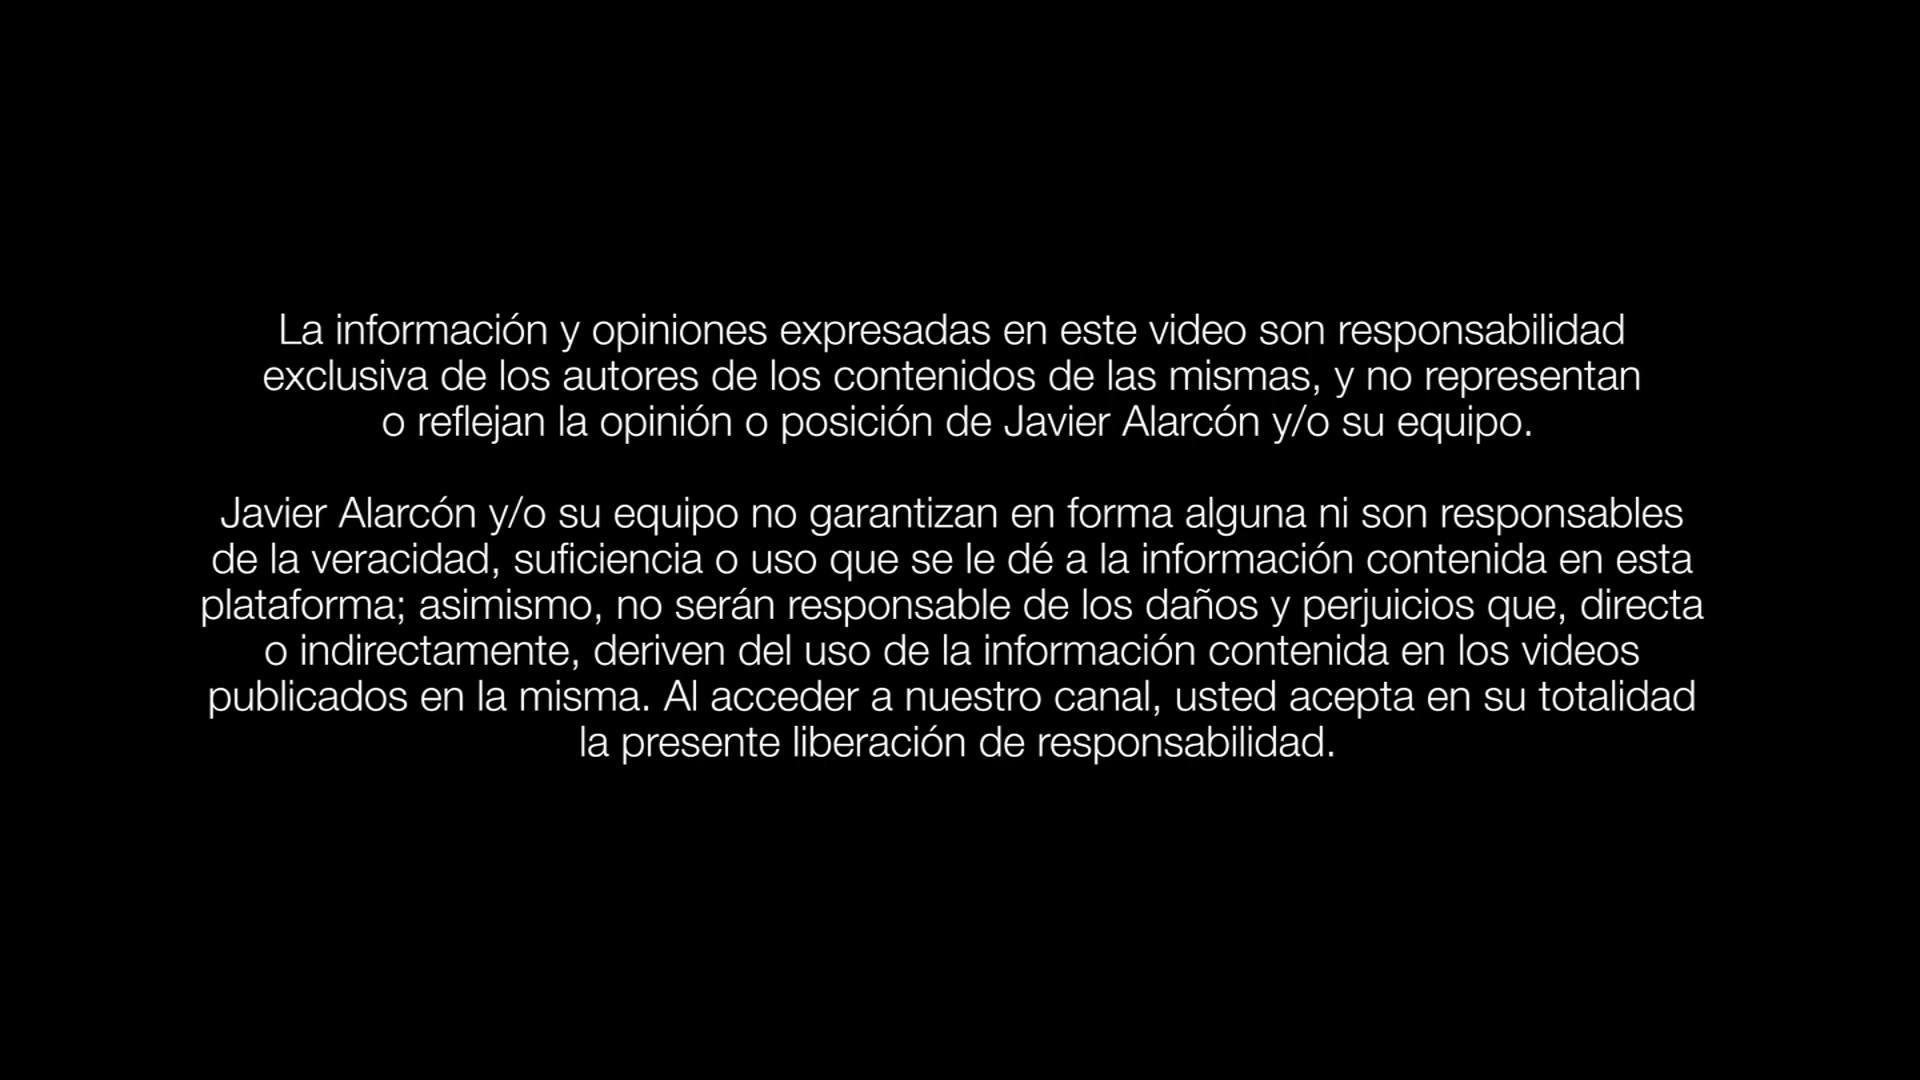 La información y opiniones expresadas en este video son responsabilidad
exclusiva de los autores de los contenidos de las mismas, y no representan
o reflejan la opinión o posición de Javier Alarcón y/o su equipo.
Javier Alarcón y/o su equipo no garantizan en forma alguna ni son responsables
de la veracidad, suficiencia o uso que se le dé a la información contenida en esta
plataforma; asimismo, no serán responsable de los daños y perjuicios que, directa
o indirectamente, deriven del uso de la información contenida en los videos
publicados en la misma. Al acceder a nuestro canal, usted acepta en su totalidad
la presente liberación de responsabilidad.